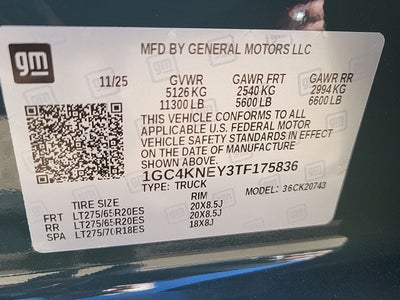 gm
MFD BY GENERAL MOTORS LLC
11/25 GVWR GAWR FRT GAWR RR
5126 KG 2540 KG 2994 KG
11300 LB 5600 LB 6600 LB
THIS VEHICLE CONFORMS TO ALL
APPLICABLE U.S. FEDERAL MOTOR
VEHICLE SAFETY STANDARDS IN EFFECT
ON THE DATE OF MANUFACTURE
SHOWN ABOVE.
1GC4KNEY3TF175836
TYPE: TRUCK MODEL: 36CK20743
TIRE SIZE RIM
FRT LT275/65R20ES 20X8.5J
RR LT275/65R20ES 20X8.5J
SPA LT275/70R18ES 18X8J